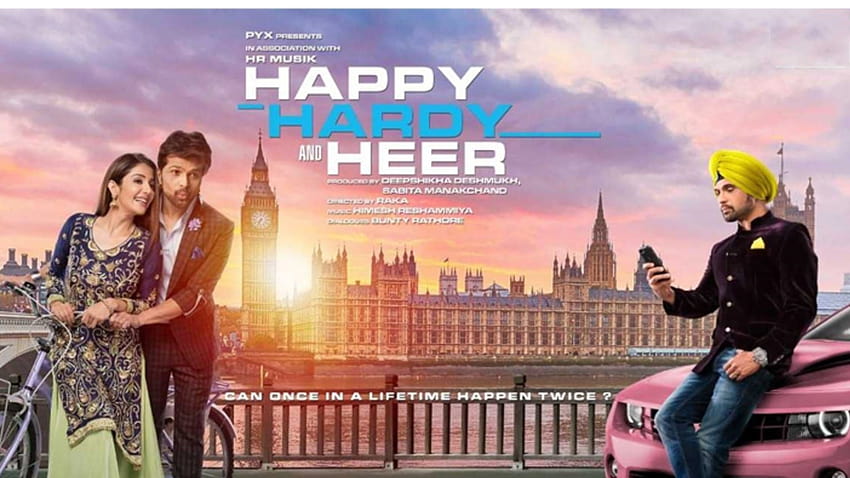 PYX PRESENTS
IN ASSOCIATION WITH
HR MUSIK
HAPPY
HARDY
AND HEER
PRODUCED BY DEEPSHIKHA DESHMUKH,
SABITA MANAKCHAND
DIRECTED BY RAKA
MUSIC HIMESH RESHAMMIYA
DIALOGUES BUNTY RATHORE
CAN ONCE IN A LIFETIME HAPPEN TWICE ?